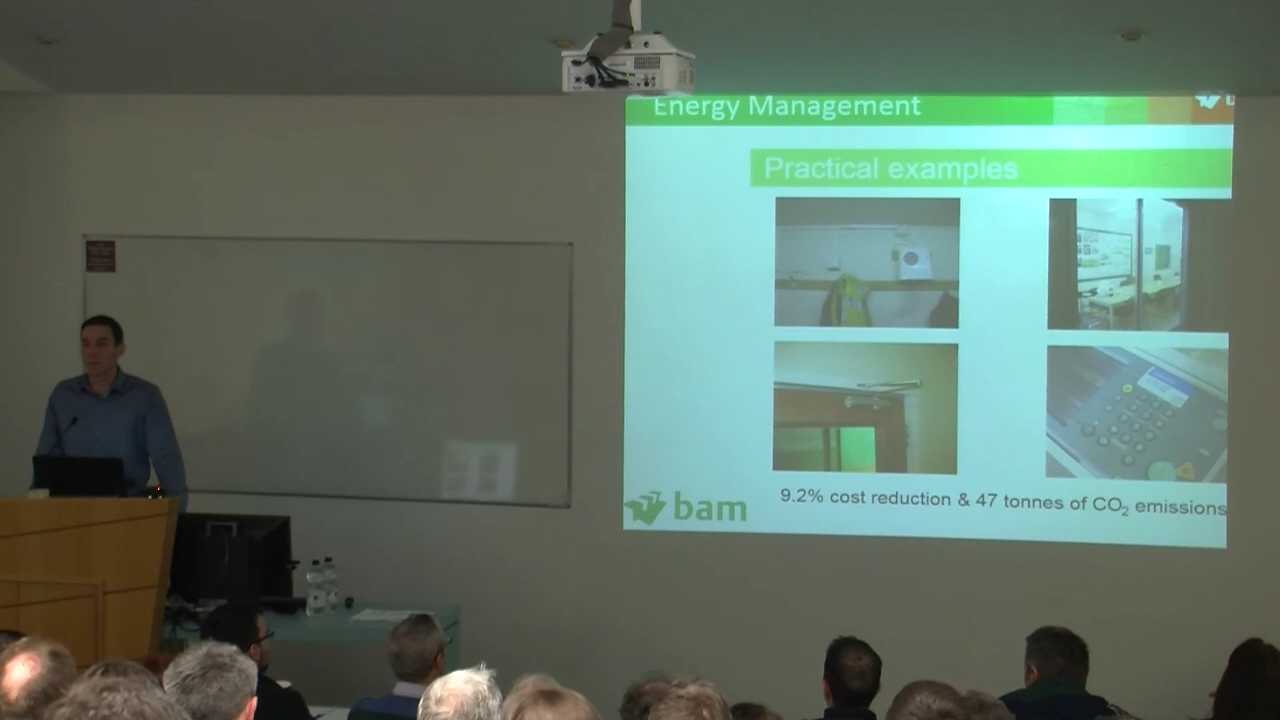 Energy Management
Practical examples
9.2% cost reduction & 47 tonnes of CO₂ emissions
bam